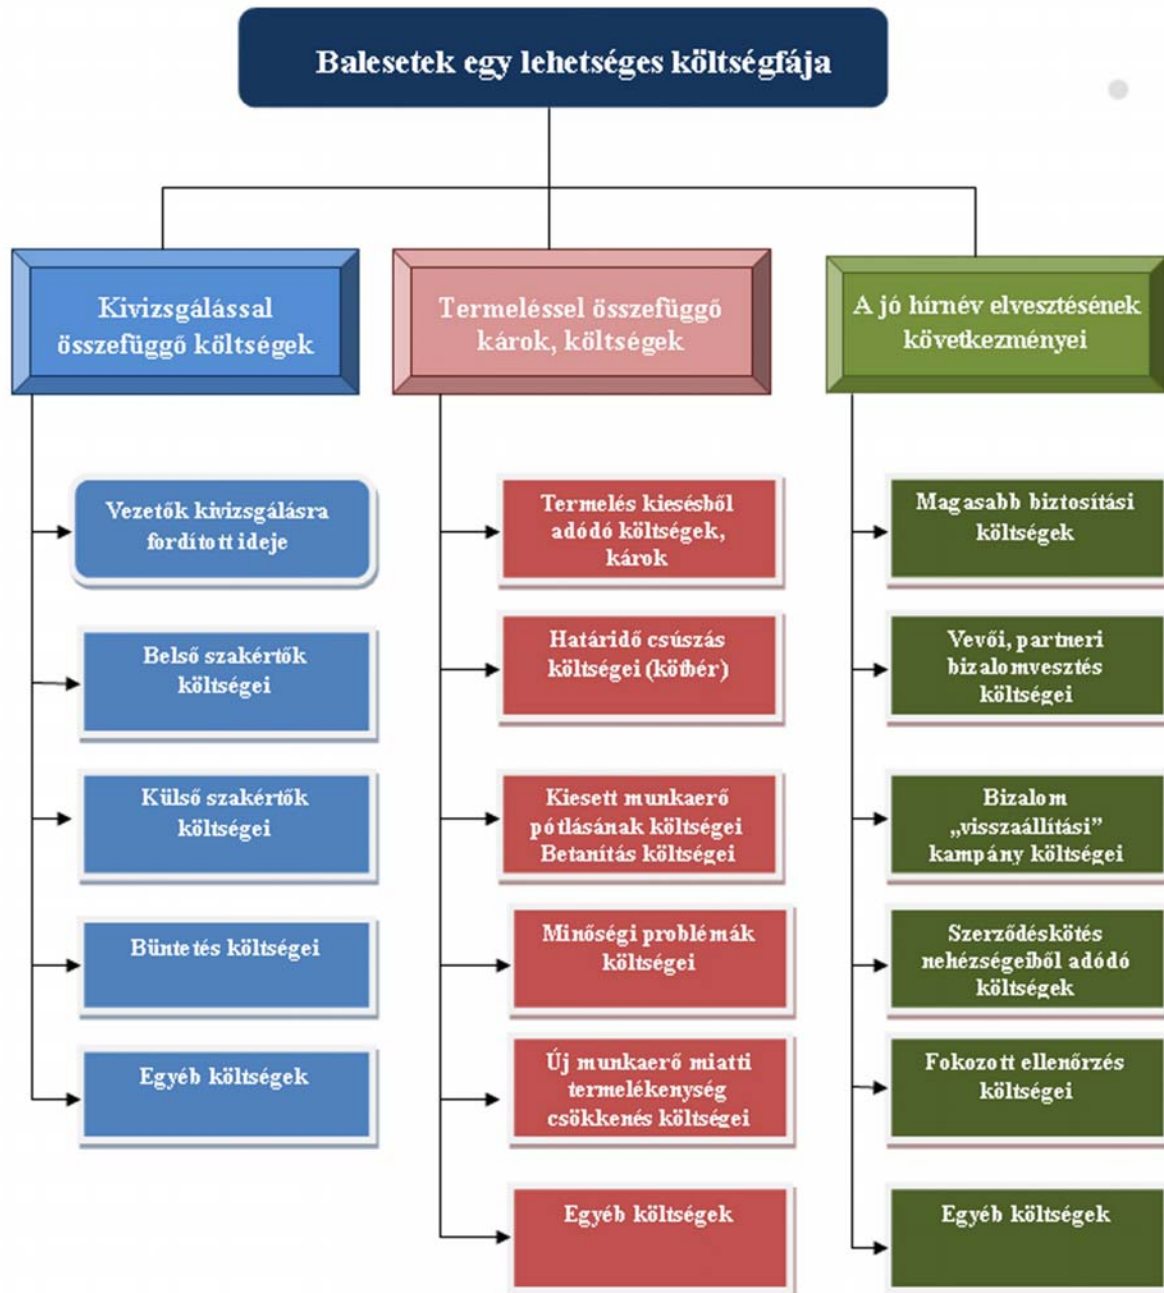 Balesetek egy lehetséges költségfája
Kivizsgálással
összefüggő költségek
Vezetők kivizsgálásra
fordított ideje
Belső szakértők
költségei
Külső szakértők
költségei
Büntetés költségei
Egyéb költségek
Termeléssel összefüggő
károk, költségek
Termelés kiesésből
adódó költségek,
károk
Határidő csúszás
költségei (kötbér)
Kiesett munkaerő
pótlásának költségei
Betanítás költségei
Minőségi problémák
költségei
Új munkaerő miatti
termelékenység
csökkenés költségei
Egyéb költségek
A jó hírnév elvesztésének
következményei
Magasabb biztosítási
költségek
Vevői, partneri
bizalomvesztés
költségei
Bizalom
„visszaállítási”
kampány költségei
Szerződéskötés
nehézségeiből adódó
költségek
Fokozott ellenőrzés
költségei
Egyéb költségek